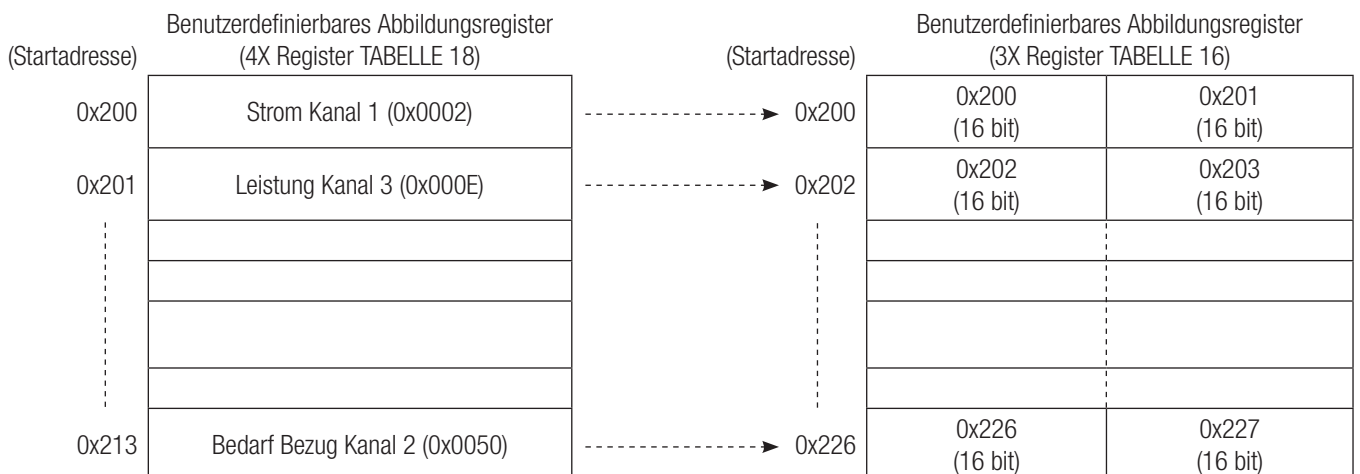 Benutzerdefinierbares Abbildungsregister
(Startadresse) (4X Register TABELLE 18)
0x200 Strom Kanal 1 (0x0002)
0x201 Leistung Kanal 3 (0x000E)
0x213 Bedarf Bezug Kanal 2 (0x0050)
Benutzerdefinierbares Abbildungsregister
(Startadresse) (3X Register TABELLE 16)
0x200 0x200 0x201
(16 bit) (16 bit)
0x202 0x202 0x203
(16 bit) (16 bit)
0x226 0x226 0x227
(16 bit) (16 bit)